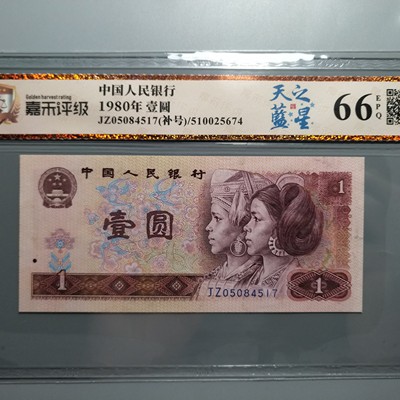 Golden harvest rating
嘉禾评级
中国人民银行
1980年 壹圆
JZ05084517(补号)/510025674
天之
蓝星
66
EPQ
中国人民银行
1
壹圆
JZ05084517
1
1